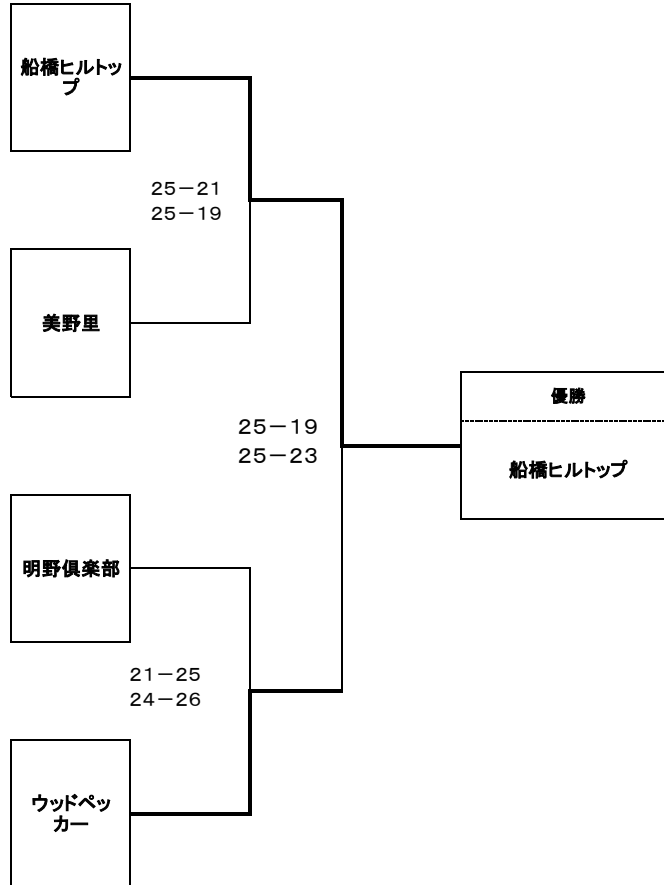 船橋ヒルトッ
プ
25－21
25－19
美野里
優勝
船橋ヒルトップ
25－19
25－23
明野倶楽部
21－25
24－26
ウッドペッ
カー